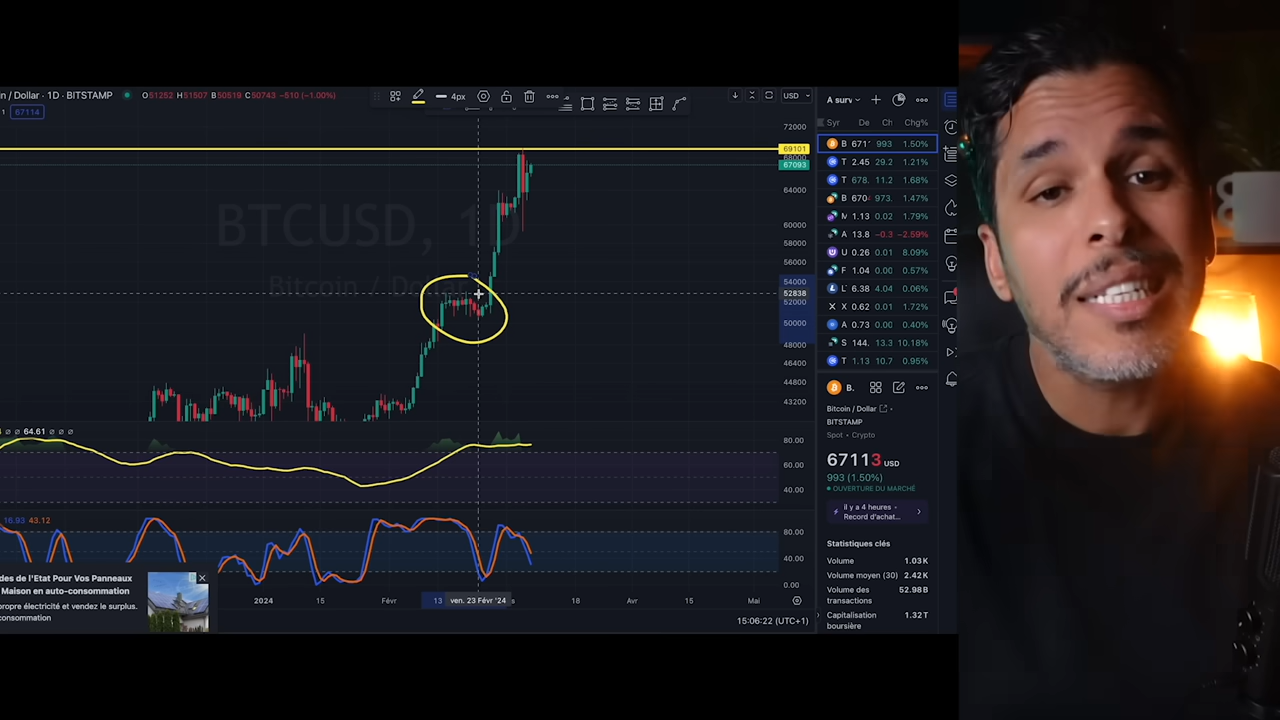 n / Dollar · 1D · BITSTAMP O51252 H51507 B50519 C50743 −510 (−1.00%)
4px
USD
1 67114
72000
69101
68000
67093
64000
60000
58000
56000
54000
52838
52000
50000
48000
46400
44800
43200
BTCUSD, 1D
Bitcoin / Dollar
64.61
80.00
60.00
40.00
16.93 43.12
80.00
40.00
0.00
des de l'Etat Pour Vos Panneaux
Maison en auto-consommation
propre électricité et vendez le surplus.
consommation
2024 15 Févr 13 ven. 23 Févr '24 18 Avr 15 Mai
15:06:22 (UTC+1)
A surv
Syr De Ch Chg%
B 671 993 1.50%
T 2.45 29.2 1.21%
T 678. 11.2 1.68%
B 670 973. 1.47%
M 1.13 0.02 1.79%
A 13.8 −0.3 −2.59%
U 0.26 0.01 8.09%
F 1.04 0.00 0.57%
L 6.38 4.04 0.06%
X 0.62 0.01 1.72%
A 0.73 0.00 0.40%
S 144. 13.3 10.18%
T 1.13 10.7 0.95%
B.
Bitcoin / Dollar
BITSTAMP
Spot • Crypto
67113 USD
993 (1.50%)
OUVERTURE DU MARCHÉ
il y a 4 heures •
Record d'achat...
Statistiques clés
Volume 1.03K
Volume moyen (30) 2.42K
Volume des
transactions 52.98B
Capitalisation
boursière 1.32T